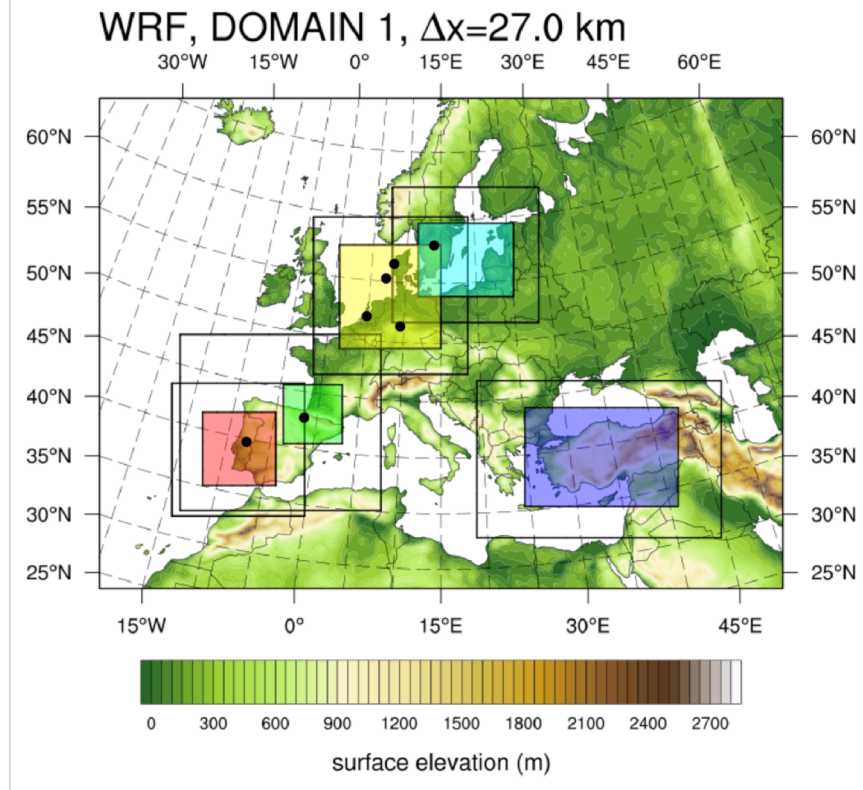 WRF, DOMAIN 1, Δx=27.0 km
30°W 15°W 0° 15°E 30°E 45°E 60°E
60°N 60°N
55°N 55°N
50°N 50°N
45°N 45°N
40°N 40°N
35°N 35°N
30°N 30°N
25°N 25°N
15°W 0° 15°E 30°E 45°E
0 300 600 900 1200 1500 1800 2100 2400 2700
surface elevation (m)